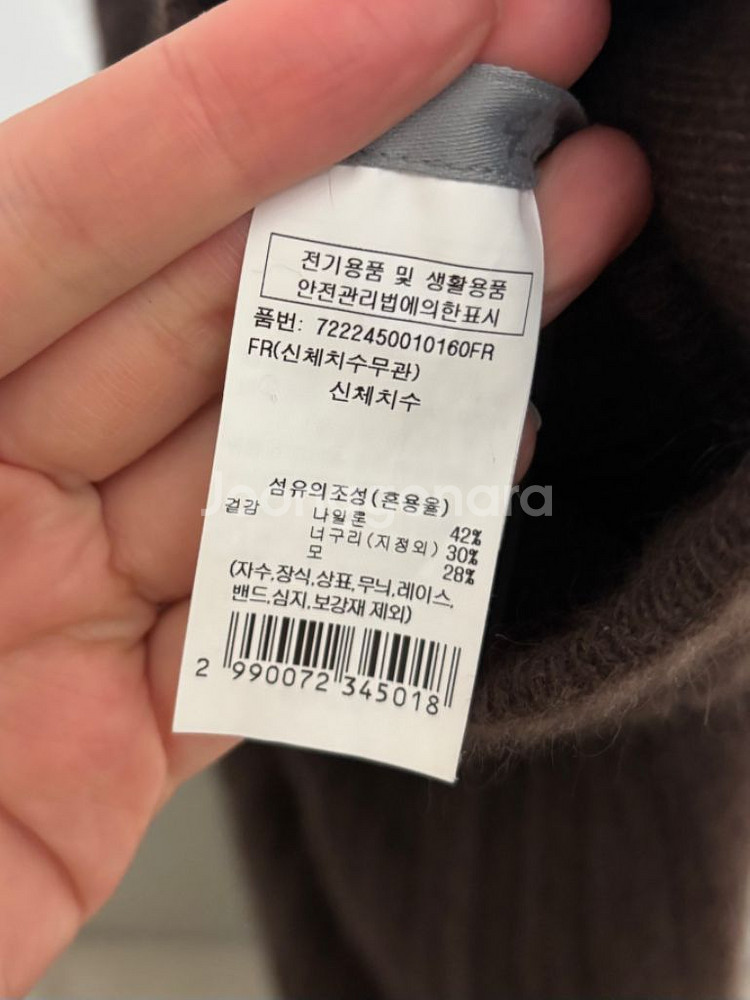 전기용품 및 생활용품
안전관리법에의한표시
품번: 7222450010160FR
FR(신체치수무관)
신체치수
섬유의조성(혼용율)
겉감 나일론 42%
너구리(지정외) 30%
모 28%
(자수,장식,상표,무늬,레이스,
밴드,심지,보강재 제외)
2 990072 345018
Joonggonara